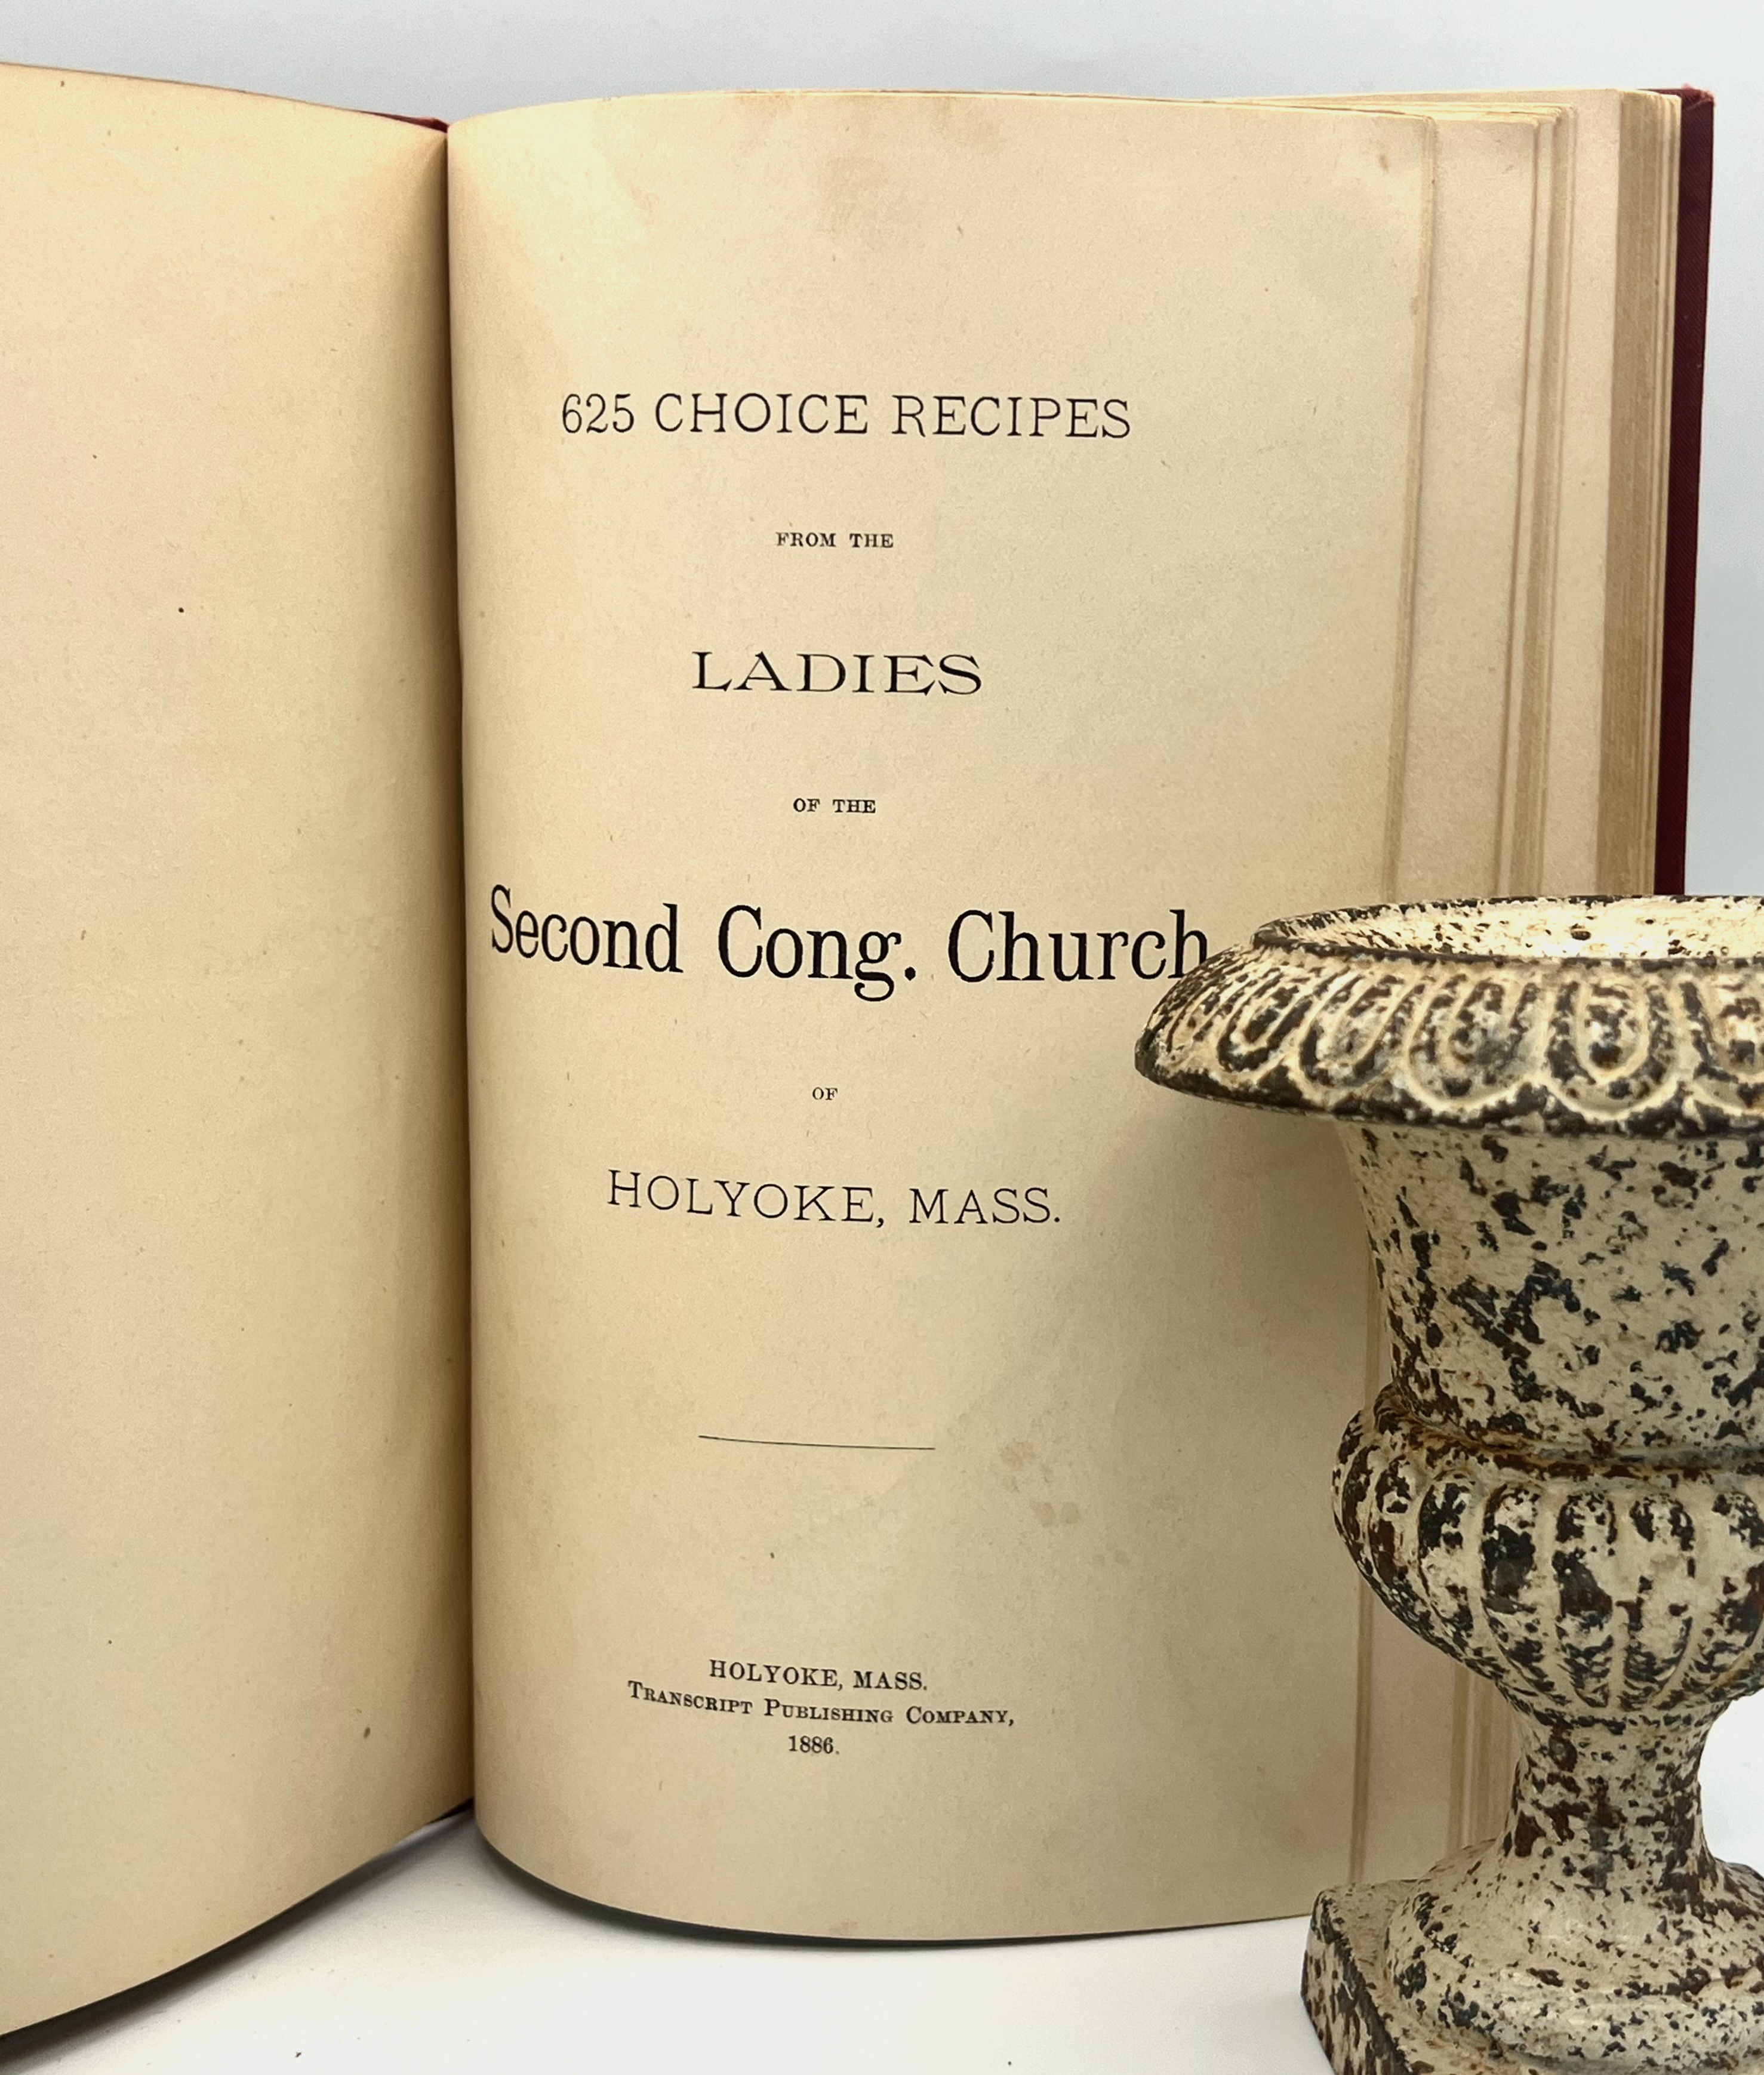 625 CHOICE RECIPES
FROM THE
LADIES
OF THE
Second Cong. Church
OF
HOLYOKE, MASS.
HOLYOKE, MASS.
TRANSCRIPT PUBLISHING COMPANY,
1886.